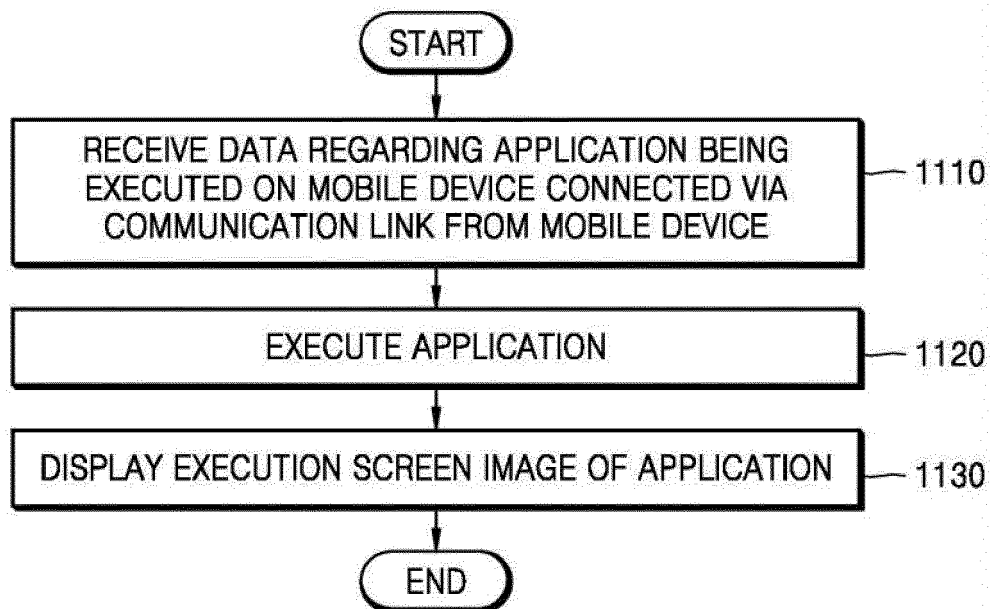 START
RECEIVE DATA REGARDING APPLICATION BEING
EXECUTED ON MOBILE DEVICE CONNECTED VIA
COMMUNICATION LINK FROM MOBILE DEVICE
1110
EXECUTE APPLICATION
1120
DISPLAY EXECUTION SCREEN IMAGE OF APPLICATION
1130
END